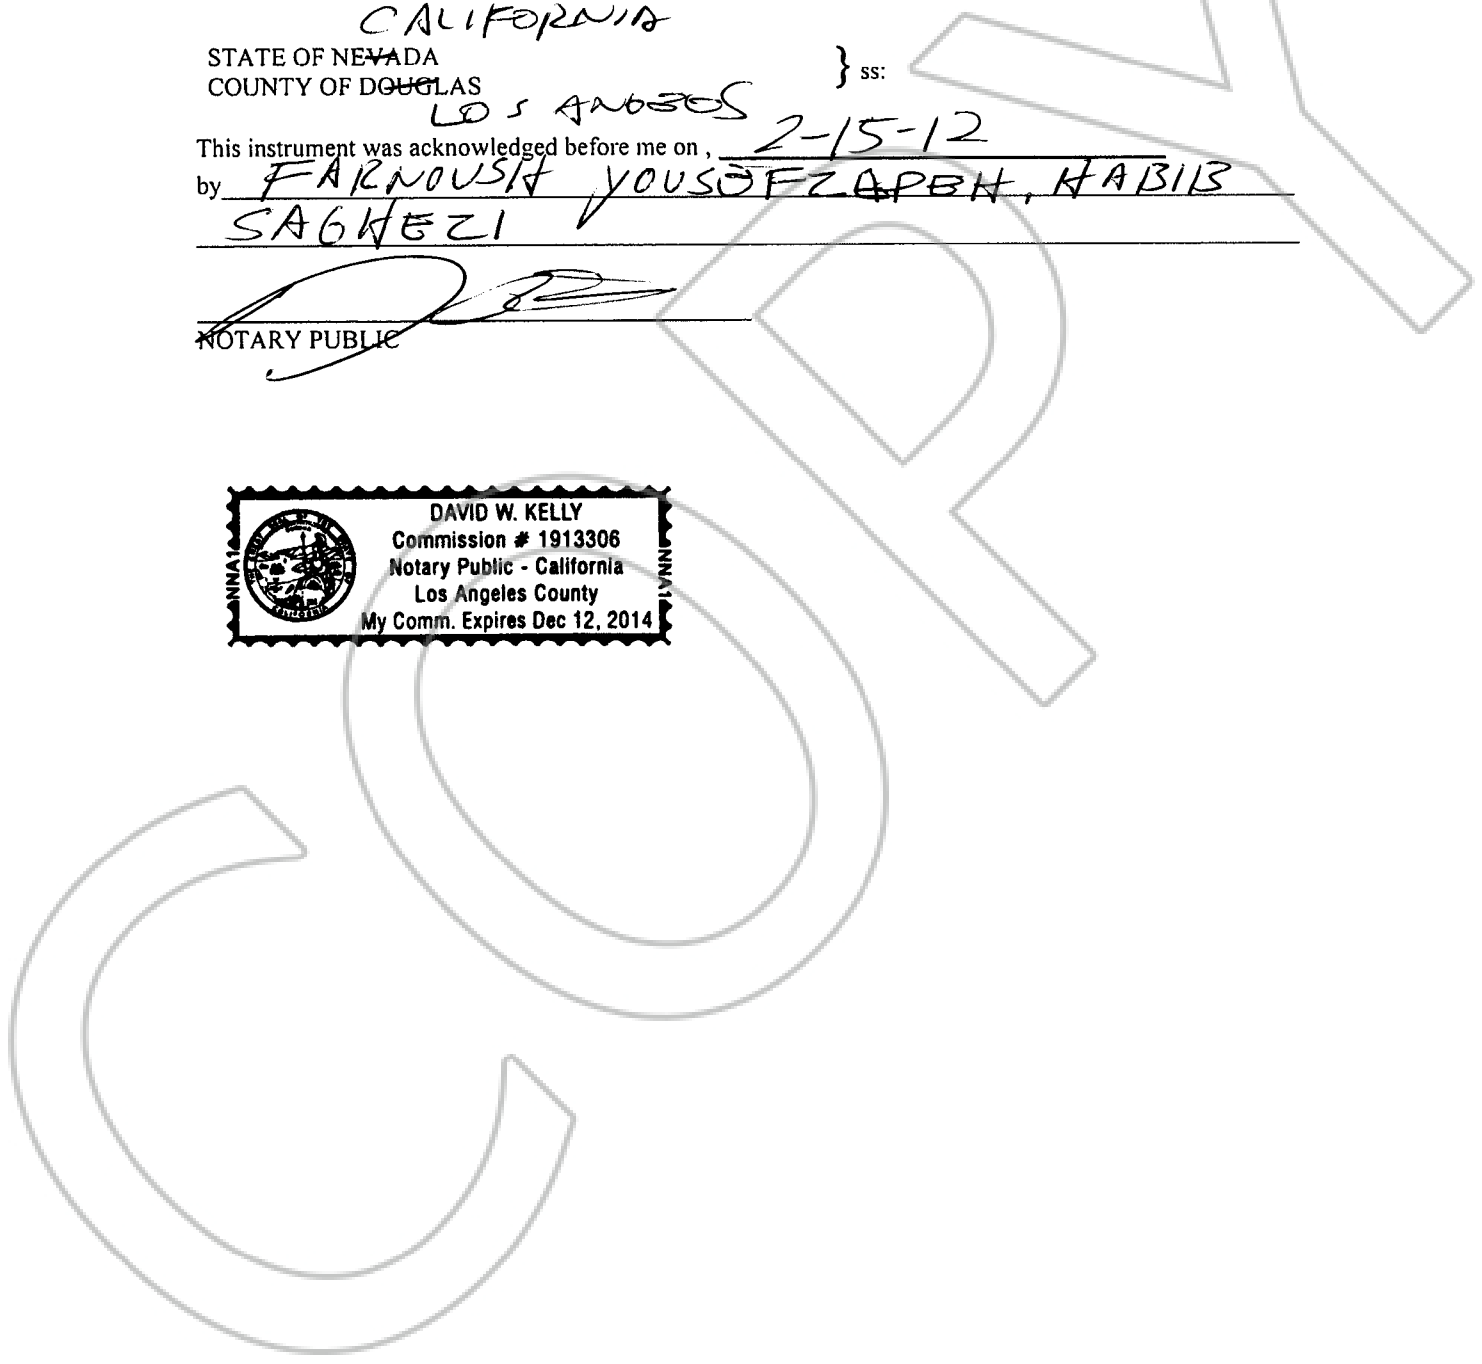 CALIFORNIA
STATE OF NEVADA
COUNTY OF DOUGLAS
} ss:
LOS ANGELES
This instrument was acknowledged before me on , 2-15-12
by FARNOUSH YOUSEFZADEH, HABIB
SAGHEZI
NOTARY PUBLIC
DAVID W. KELLY
Commission # 1913306
Notary Public - California
Los Angeles County
My Comm. Expires Dec 12, 2014
NNA1
NNA1
COPY